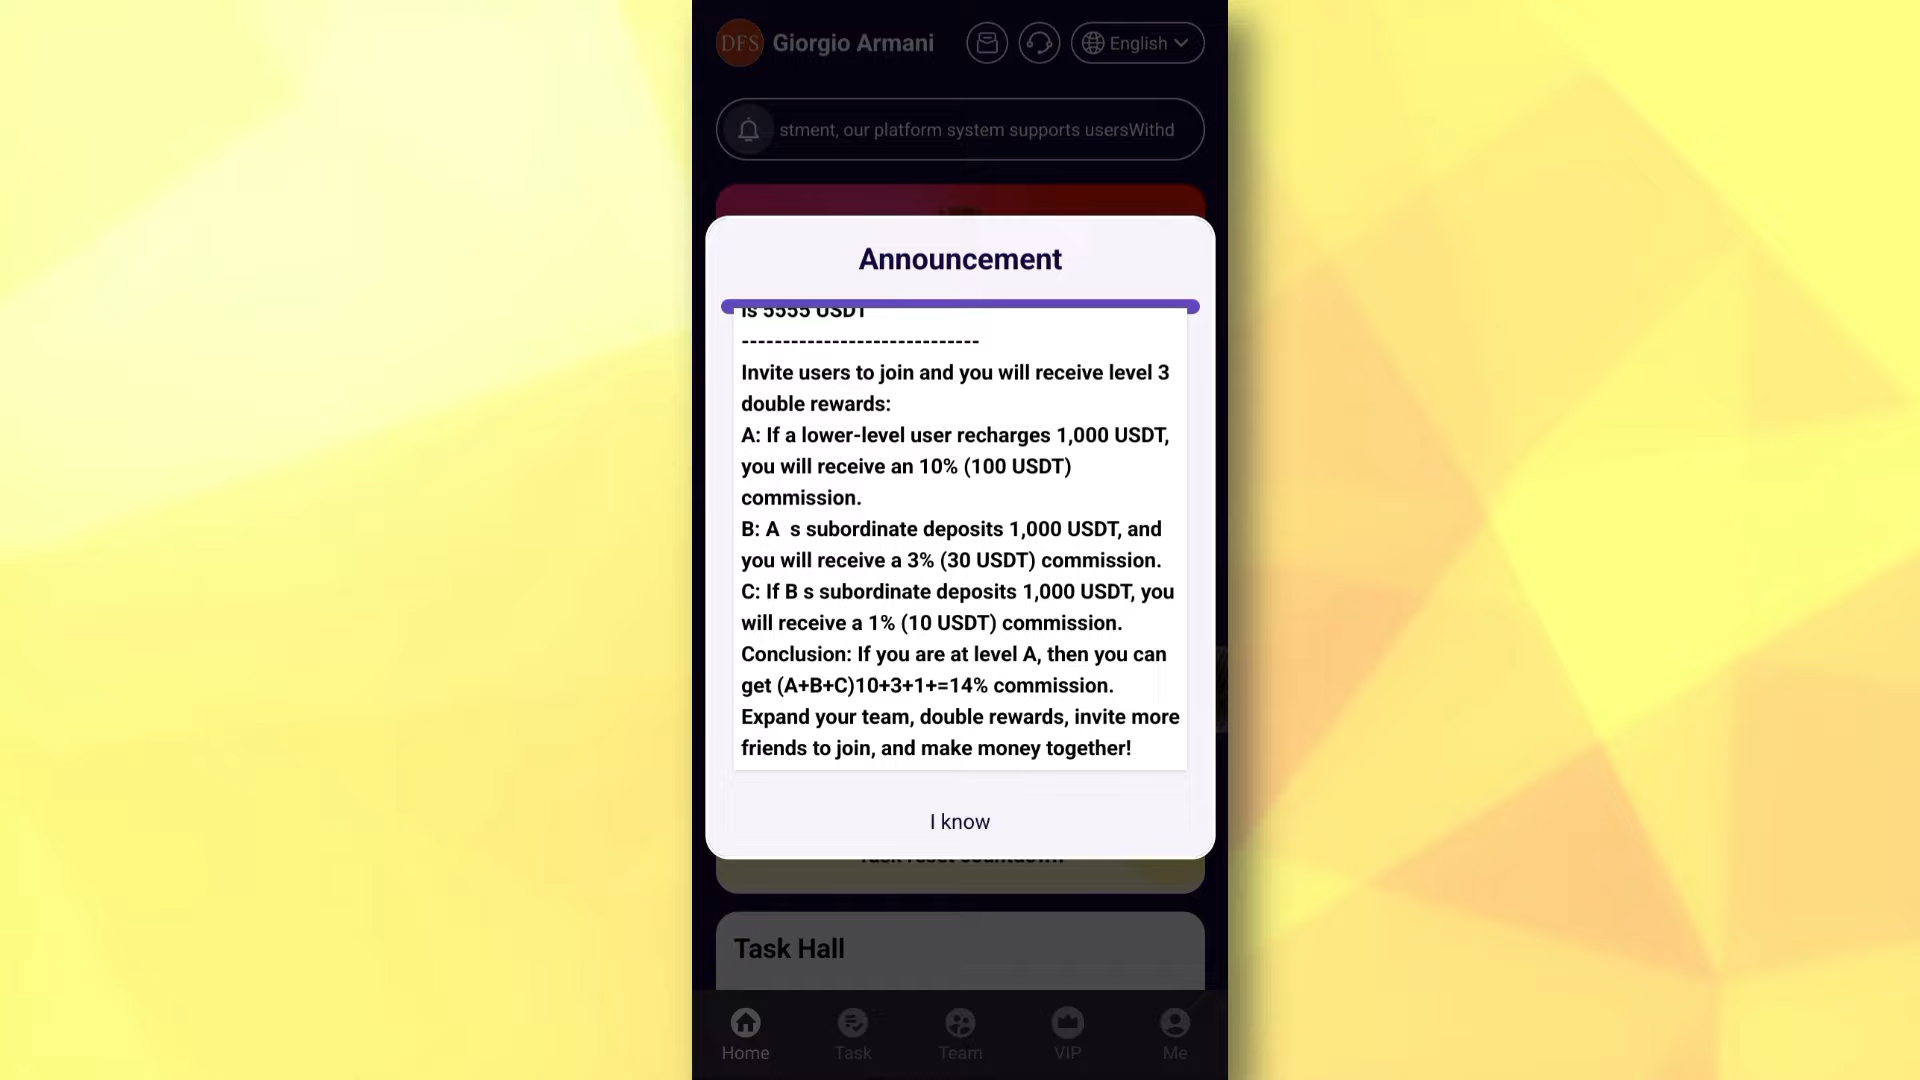 DFS Giorgio Armani English
stment, our platform system supports usersWithd
Announcement
is 5555 USDT
-----------------------------
Invite users to join and you will receive level 3
double rewards:
A: If a lower-level user recharges 1,000 USDT,
you will receive an 10% (100 USDT)
commission.
B: A  s subordinate deposits 1,000 USDT, and
you will receive a 3% (30 USDT) commission.
C: If B s subordinate deposits 1,000 USDT, you
will receive a 1% (10 USDT) commission.
Conclusion: If you are at level A, then you can
get (A+B+C)10+3+1+=14% commission.
Expand your team, double rewards, invite more
friends to join, and make money together!
I know
Task reset countdown
Task Hall
Home Task Team VIP Me